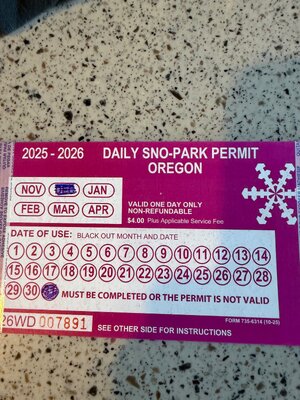 2025 - 2026 DAILY SNO-PARK PERMIT
OREGON
NOV JAN
FEB MAR APR
VALID ONE DAY ONLY
NON-REFUNDABLE
$4.00 Plus Applicable Service Fee
DATE OF USE: BLACK OUT MONTH AND DATE
1 2 3 4 5 6 7 8 9 10 11 12 13 14
15 16 17 18 19 20 21 22 23 24 25 26 27 28
29 30 MUST BE COMPLETED OR THE PERMIT IS NOT VALID
FORM 735-6314 (10-25)
26WD 007891 SEE OTHER SIDE FOR INSTRUCTIONS